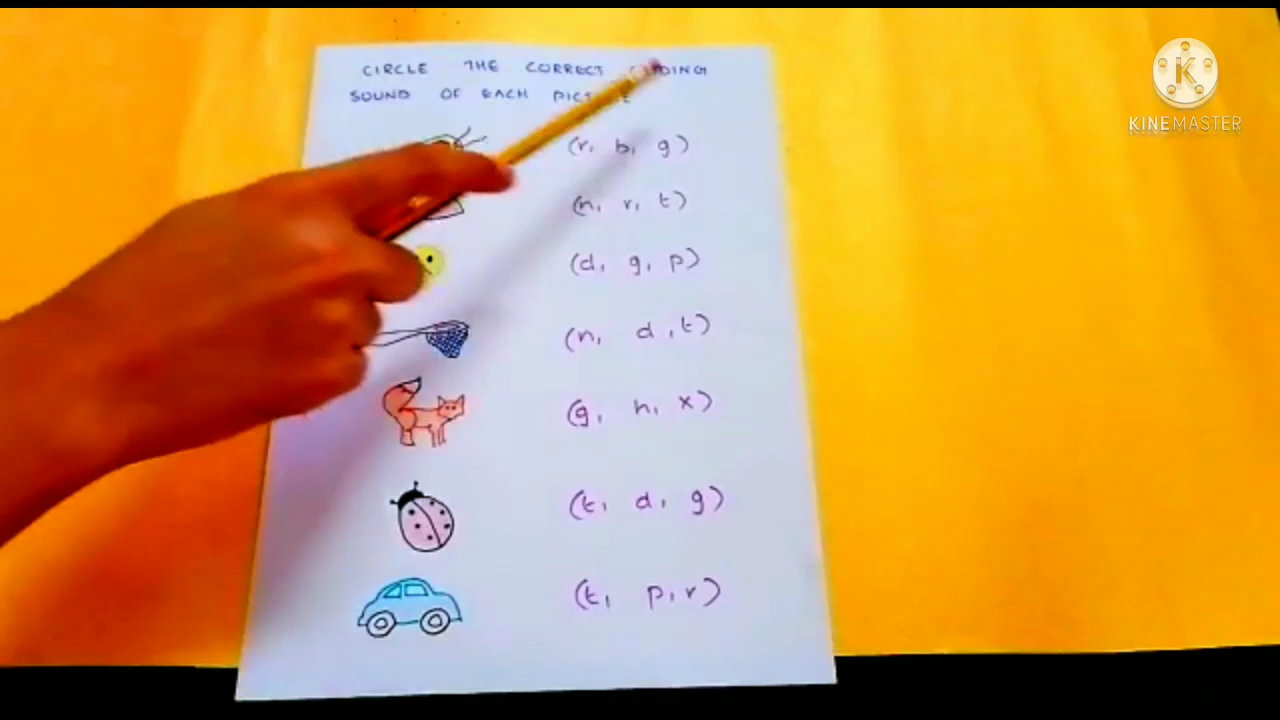 CIRCLE THE CORRECT
SOUND OF EACH
(r, b, g)
(n, r, t)
(d, g, p)
(n, d, t)
(g, n, x)
(t, d, g)
(t, p, r)
K
KINEMASTER